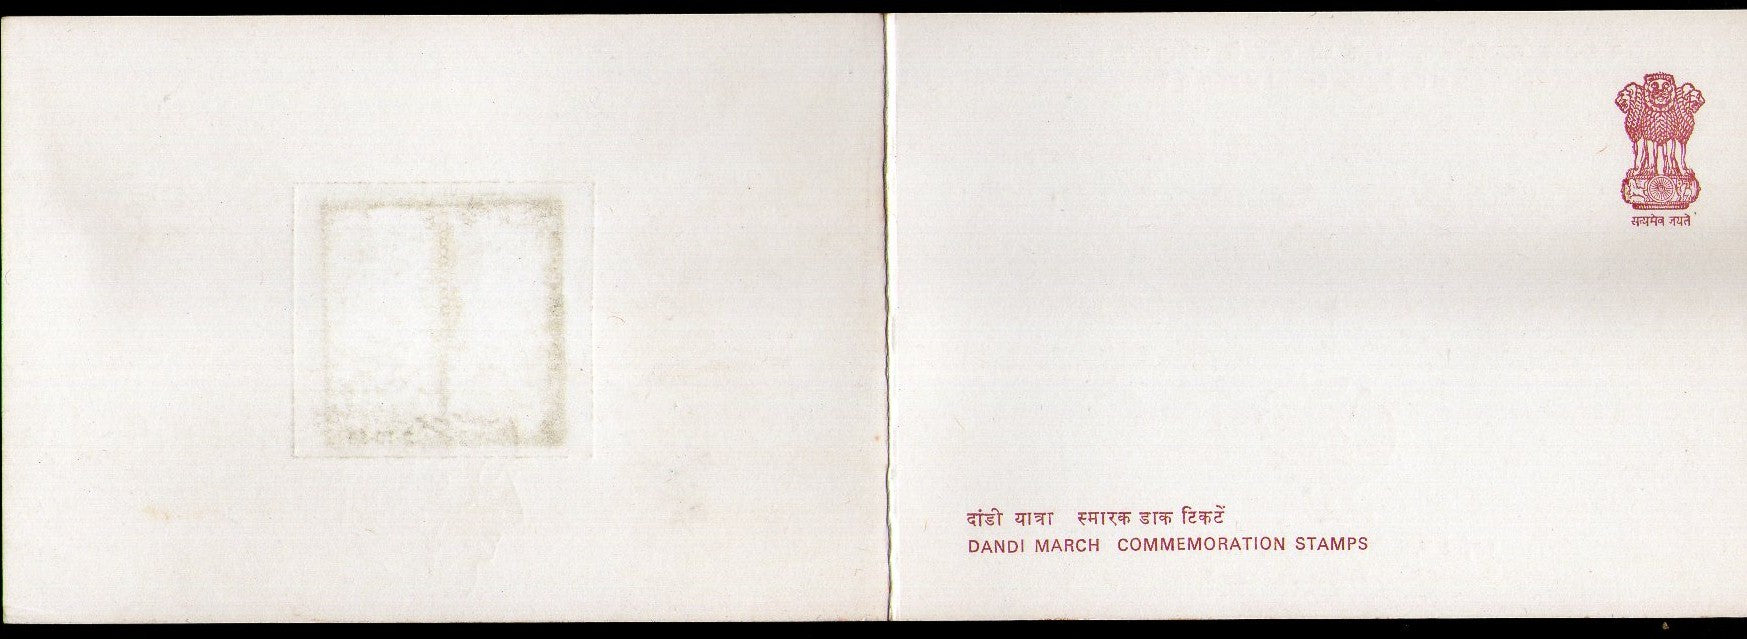 सत्यमेव जयते
दांडी यात्रा स्मारक डाक टिकटें
DANDI MARCH COMMEMORATION STAMPS